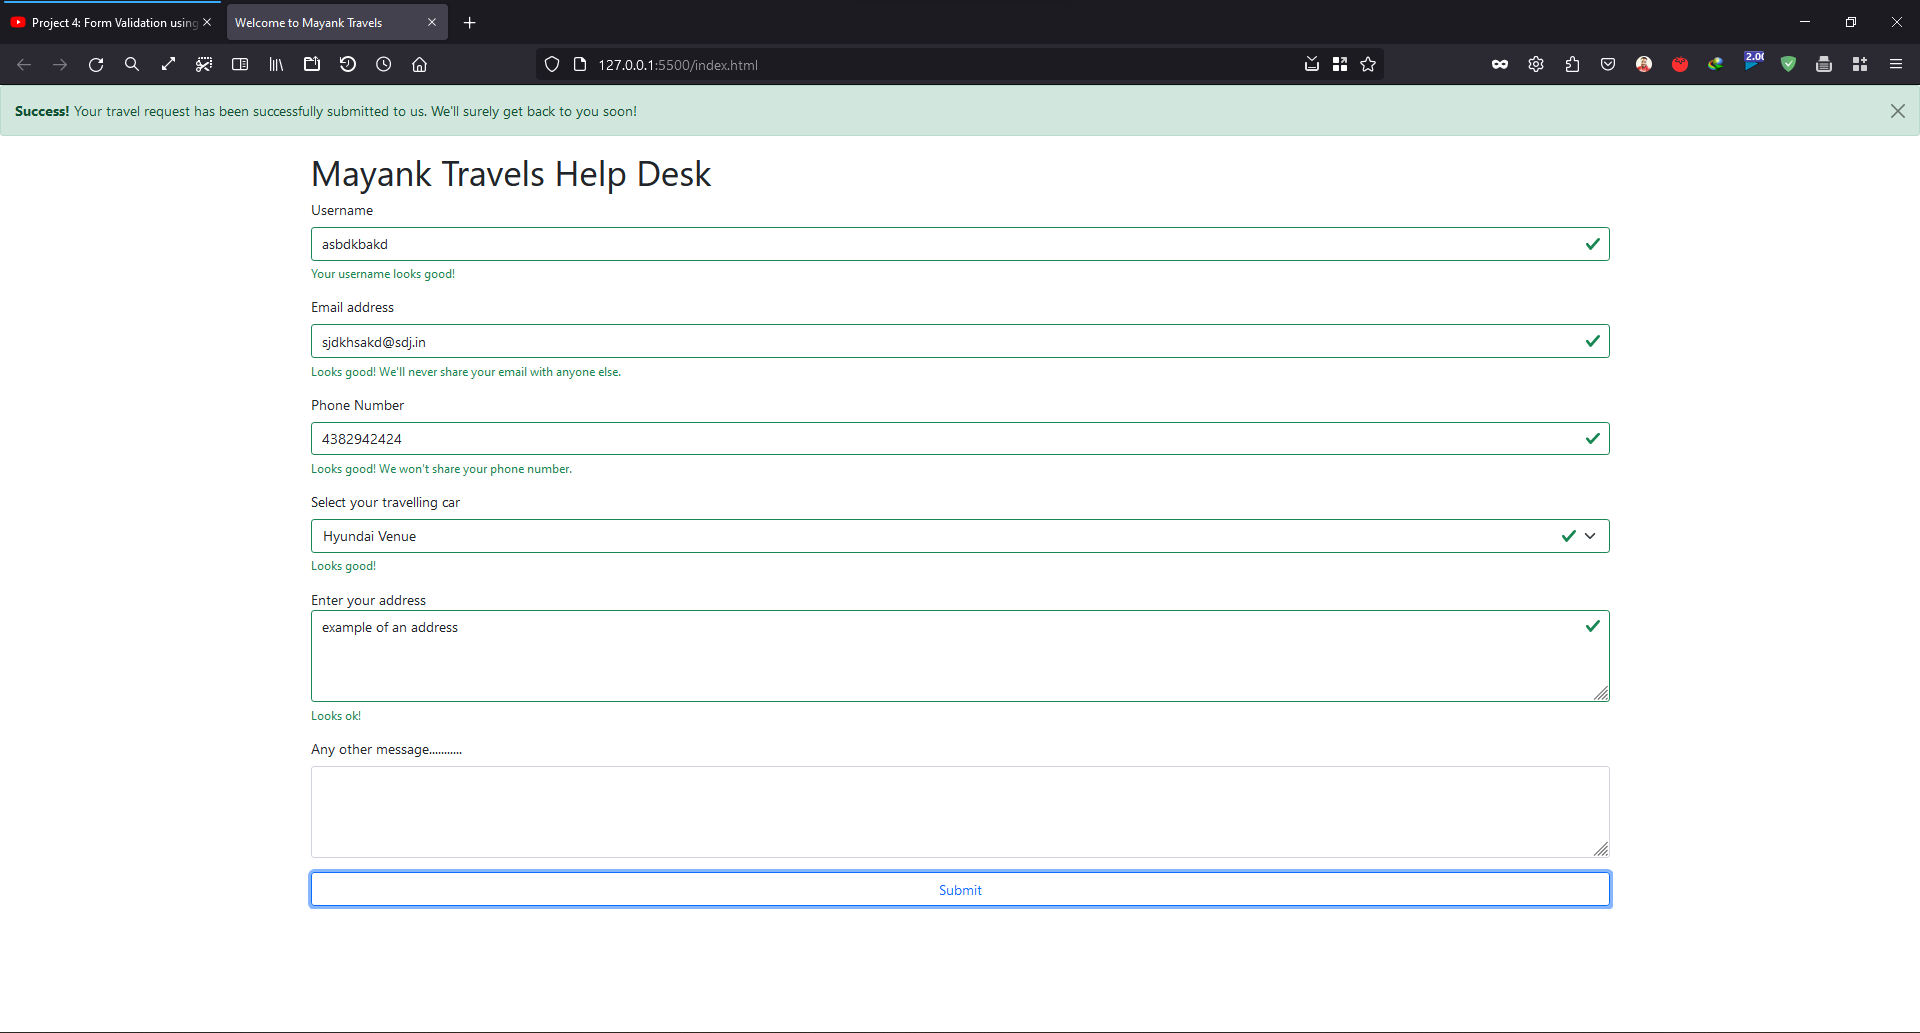 Project 4: Form Validation using
Welcome to Mayank Travels
127.0.0.1:5500/index.html
2.0
Success! Your travel request has been successfully submitted to us. We'll surely get back to you soon!
Mayank Travels Help Desk
Username
asbdkbakd
Your username looks good!
Email address
sjdkhsakd@sdj.in
Looks good! We'll never share your email with anyone else.
Phone Number
4382942424
Looks good! We won't share your phone number.
Select your travelling car
Hyundai Venue
Looks good!
Enter your address
example of an address
Looks ok!
Any other message...........
Submit